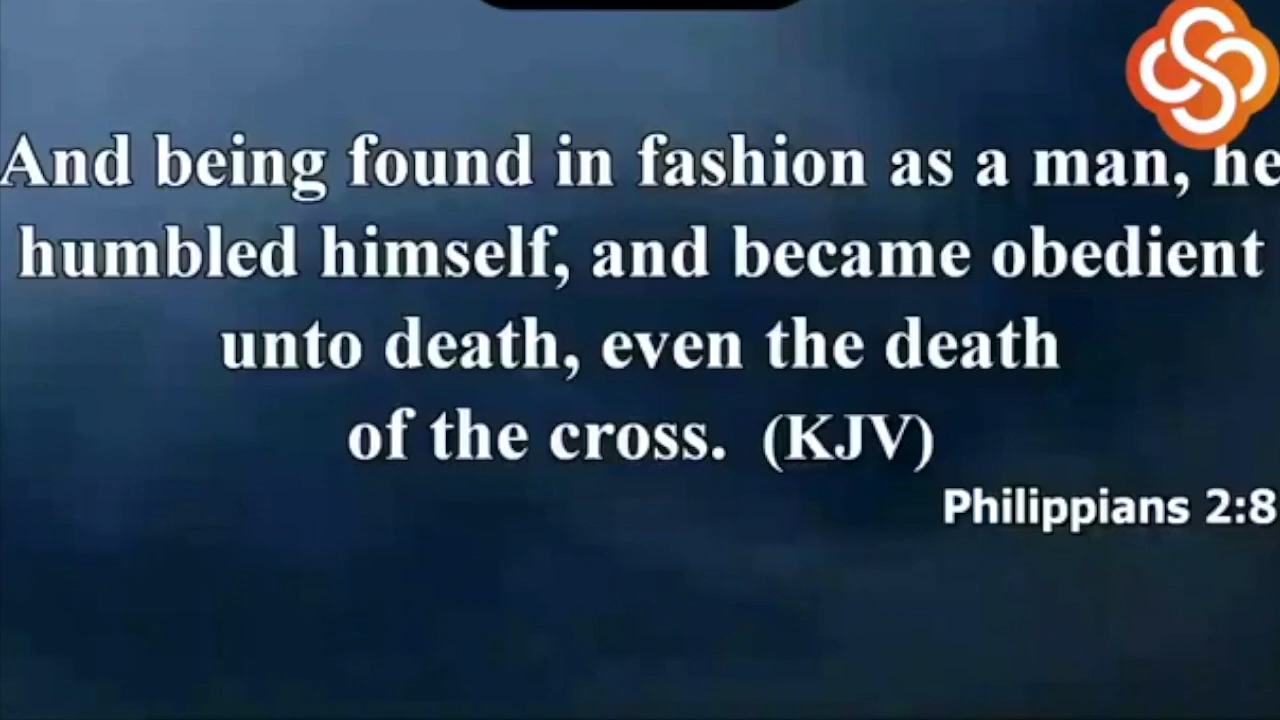 And being found in fashion as a man, he
humbled himself, and became obedient
unto death, even the death
of the cross. (KJV)
Philippians 2:8